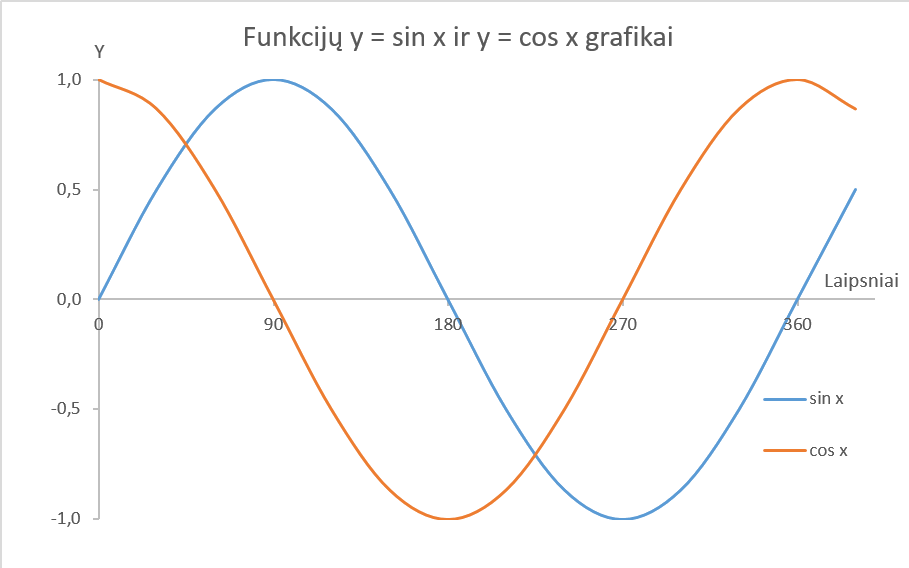 Funkcijų y = sin x ir y = cos x grafikai
Y
1,0
0,5
0,0
-0,5
-1,0
Laipsniai
0 90 180 270 360
sin x
cos x